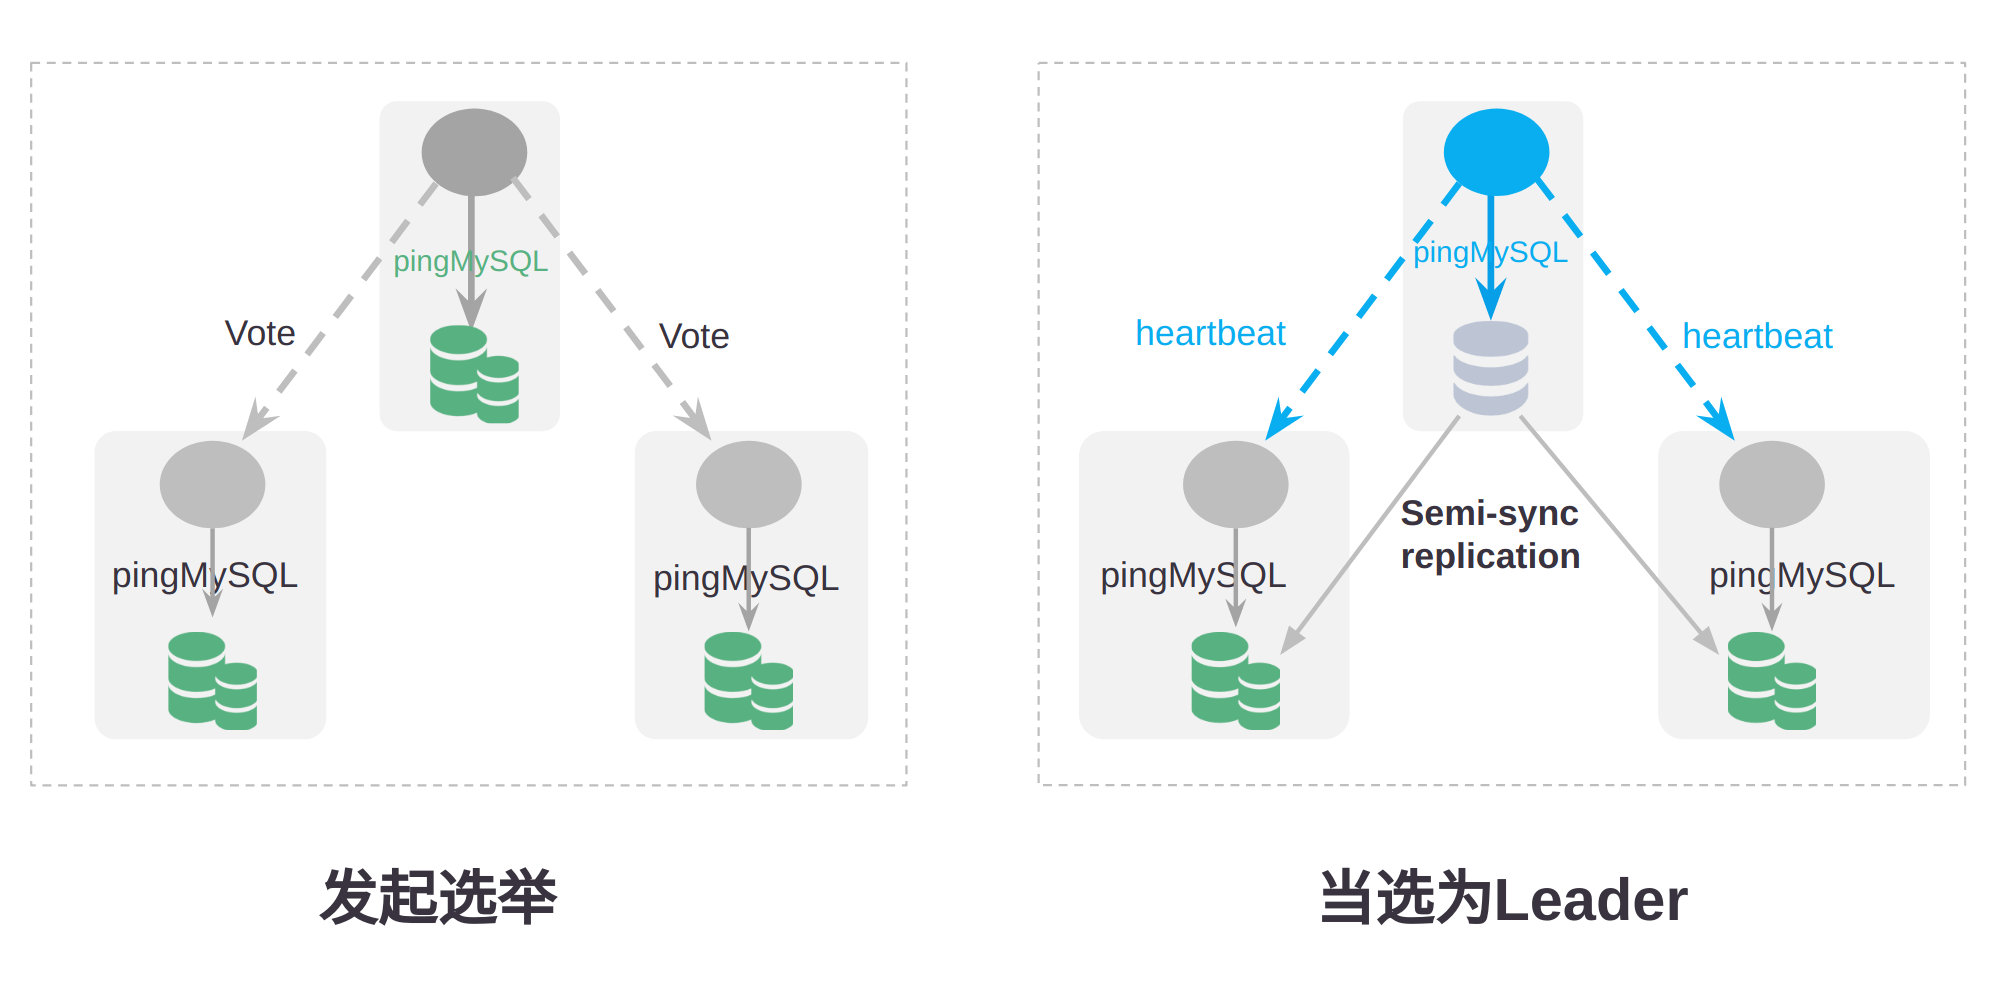 pingMySQL
Vote
Vote
pingMySQL
pingMySQL
发起选举
pingMySQL
heartbeat
heartbeat
Semi-sync
replication
pingMySQL
pingMySQL
当选为Leader